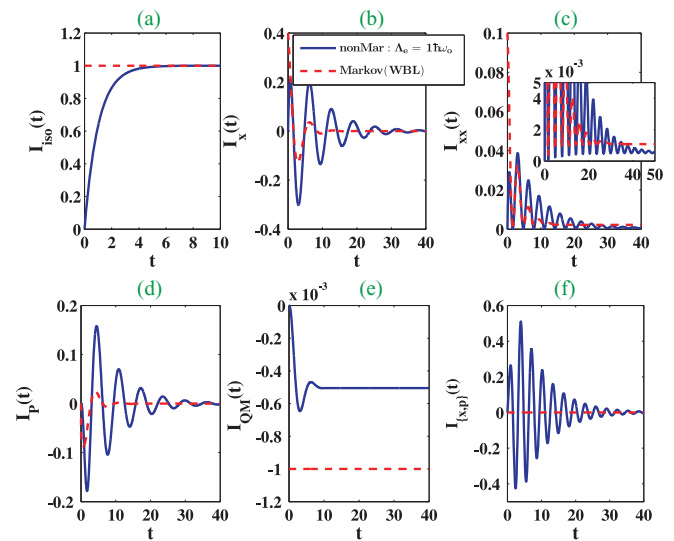 (a) (b) (c)
1.2 1 0.8 0.6 0.4 0.2 0
I_iso(t)
0 2 4 6 8 10
t
0.4 0.2 0 -0.2 -0.4
I_x(t)
nonMar : Λ_e = 1ħω_o
Markov(WBL)
0 10 20 30 40
t
0.1 0.08 0.06 0.04 0.02 0
I_xx(t)
x 10^-3
5 4 2 0
0 20 40 50
0 10 20 30 40
t
(d) (e) (f)
0.2 0.1 0 -0.1 -0.2
I_P(t)
0 10 20 30 40
t
x 10^-3
0 -0.2 -0.4 -0.6 -0.8 -1 -1.2
I_QM(t)
0 10 20 30 40
t
0.6 0.4 0.2 0 -0.2 -0.4
I_{x,p}(t)
0 10 20 30 40
t